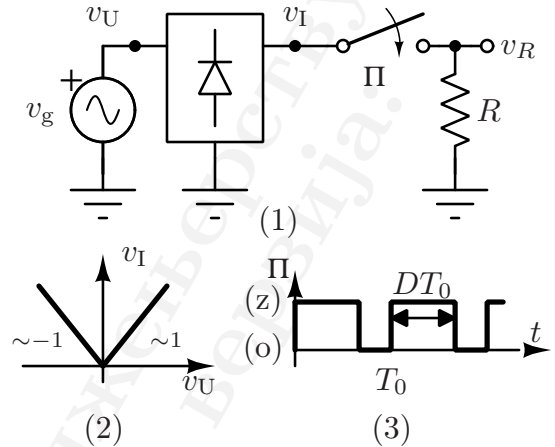 v_U v_I v_R
v_g + П R
(1)
v_I П (z) DT_0
~−1 ~1 (o) t
v_U T_0
(2) (3)